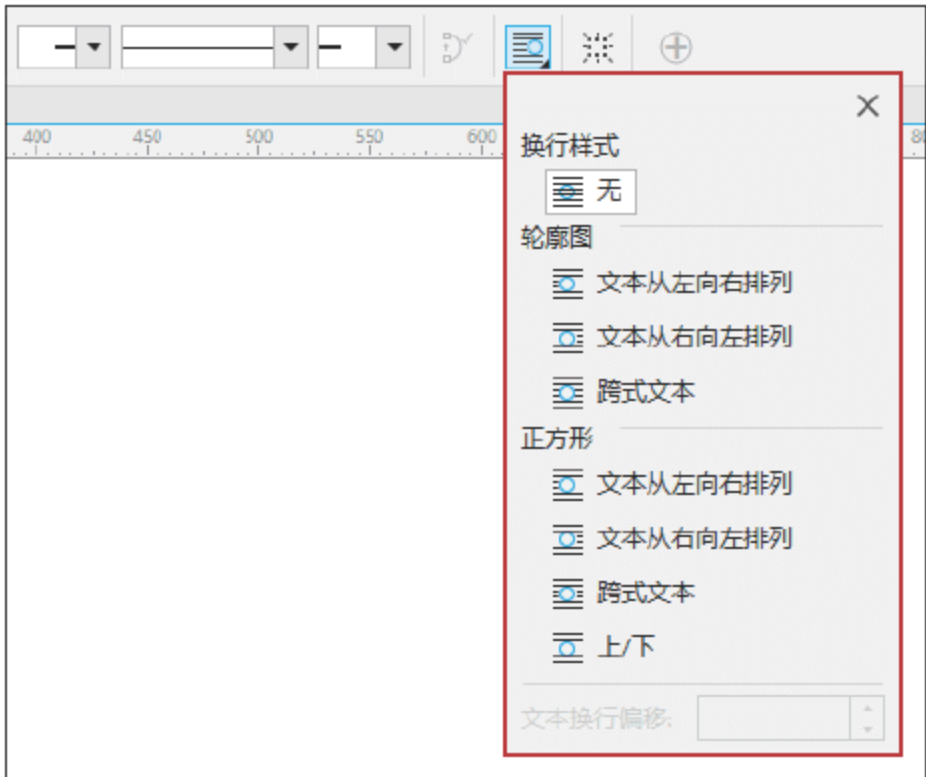 400 450 500 550 600 80
换行样式
无
轮廓图
文本从左向右排列
文本从右向左排列
跨式文本
正方形
文本从左向右排列
文本从右向左排列
跨式文本
上/下
文本换行偏移: